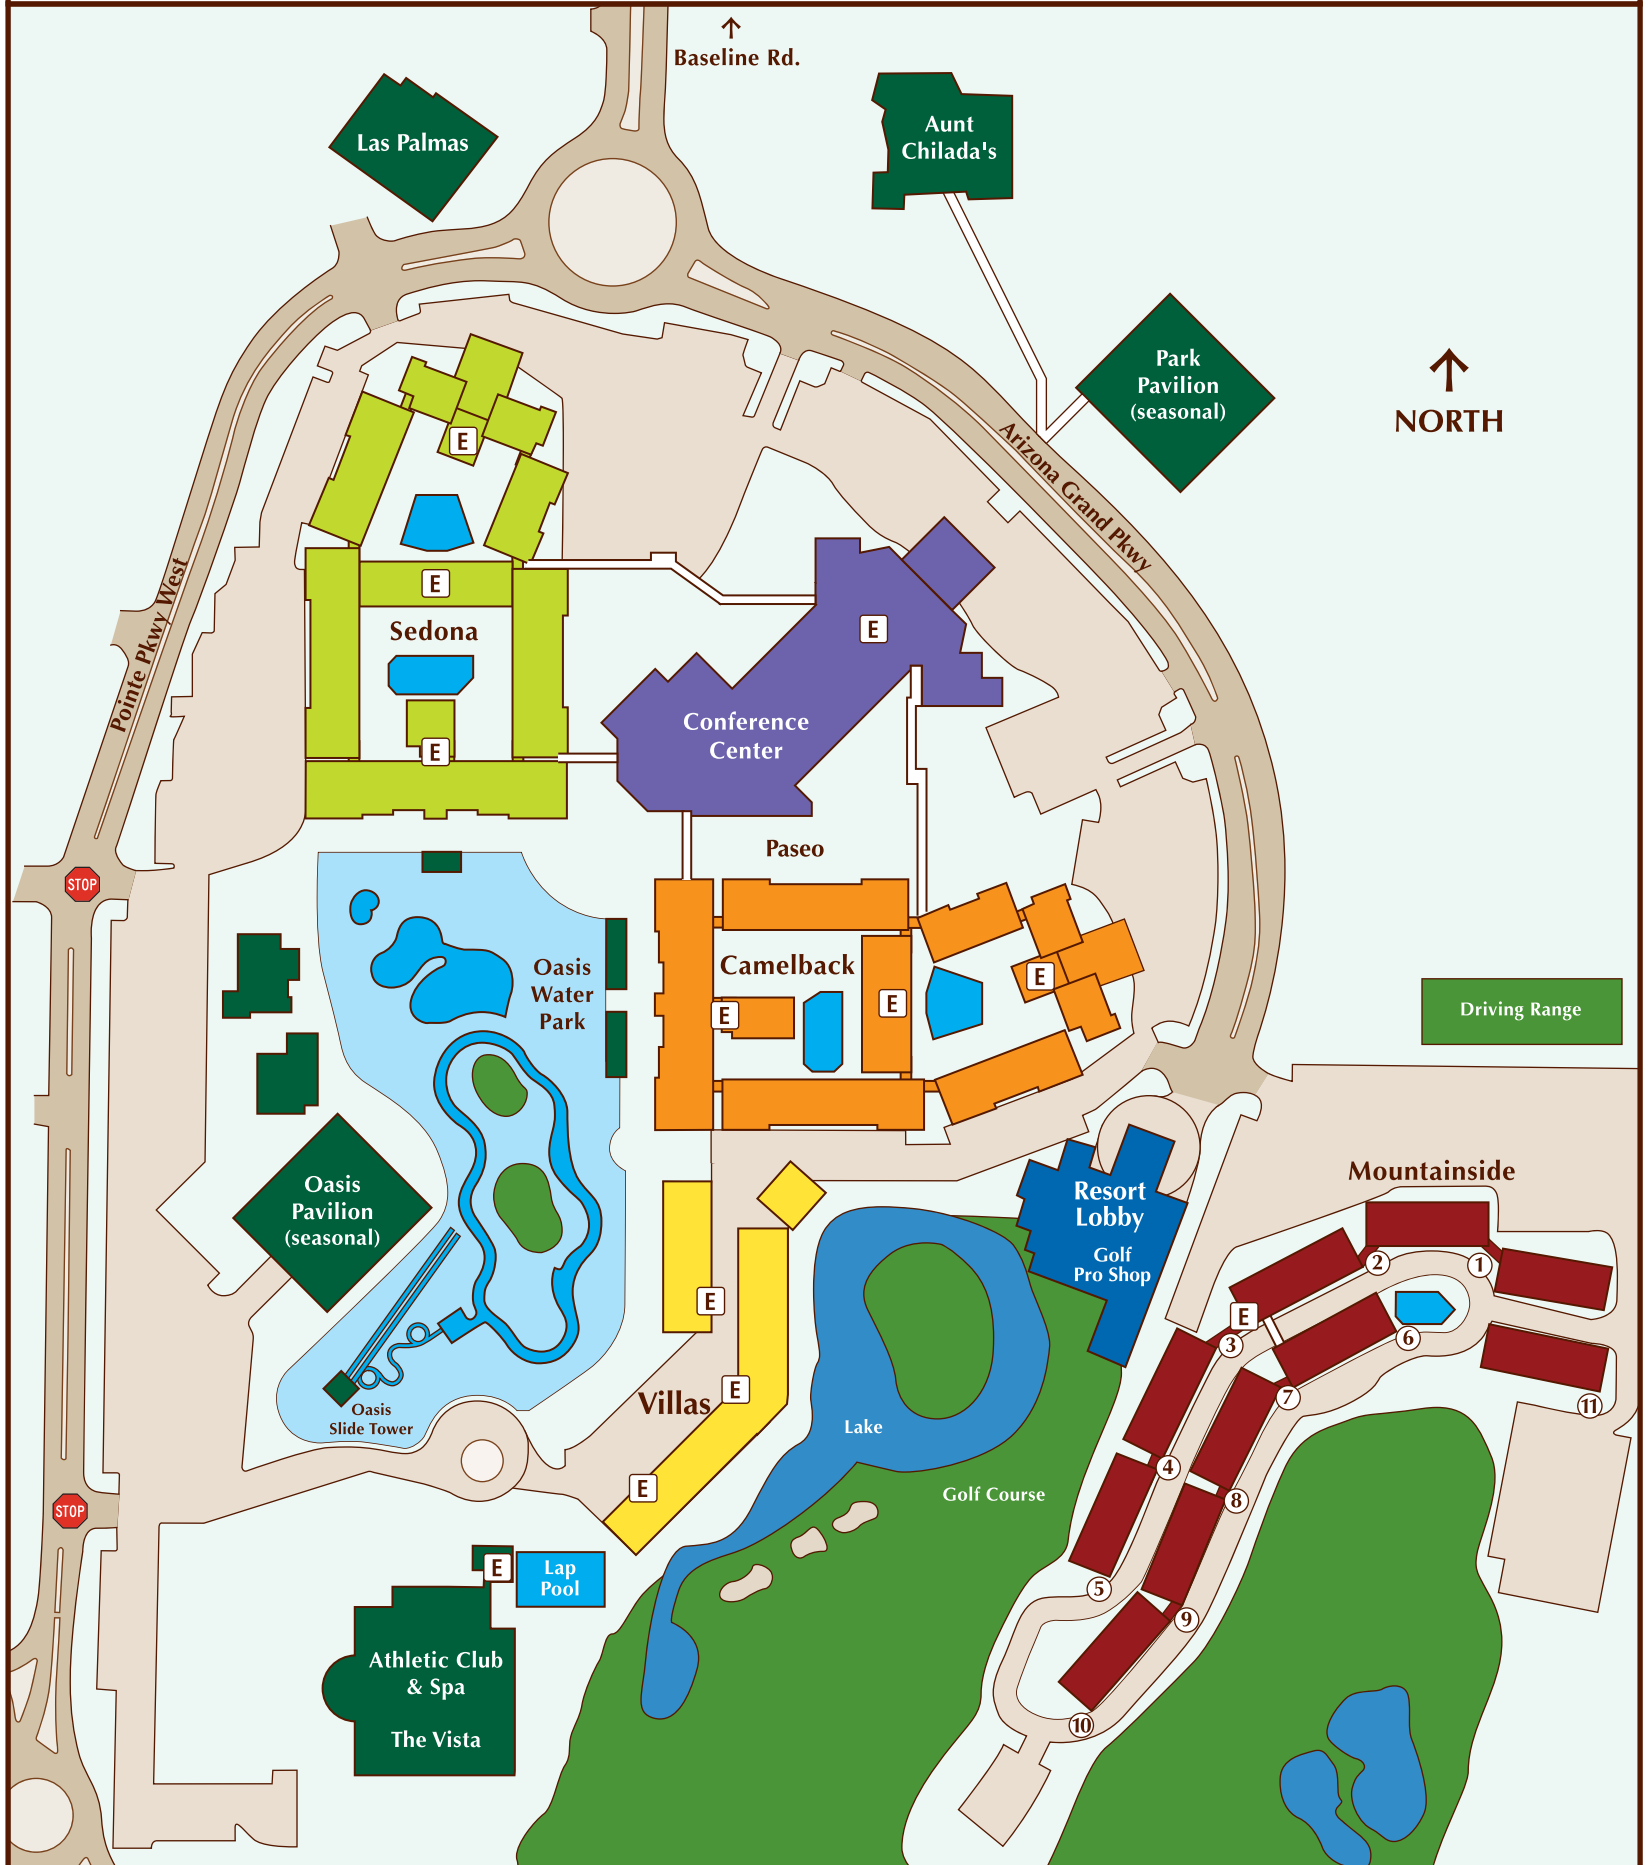 ↑
Baseline Rd.
Las Palmas
Aunt
Chilada's
Park
Pavilion
(seasonal)
↑
NORTH
Arizona Grand Pkwy
Pointe Pkwy West
E
E
Sedona
E
E
Conference
Center
Paseo
STOP
Oasis
Water
Park
Camelback
E
E
E
Driving Range
Oasis
Pavilion
(seasonal)
Resort
Lobby
Golf
Pro Shop
Mountainside
2
1
E
3
6
7
11
4
8
5
9
10
E
E
Villas
E
Oasis
Slide Tower
Lake
Golf Course
STOP
E
Lap
Pool
Athletic Club
& Spa
The Vista